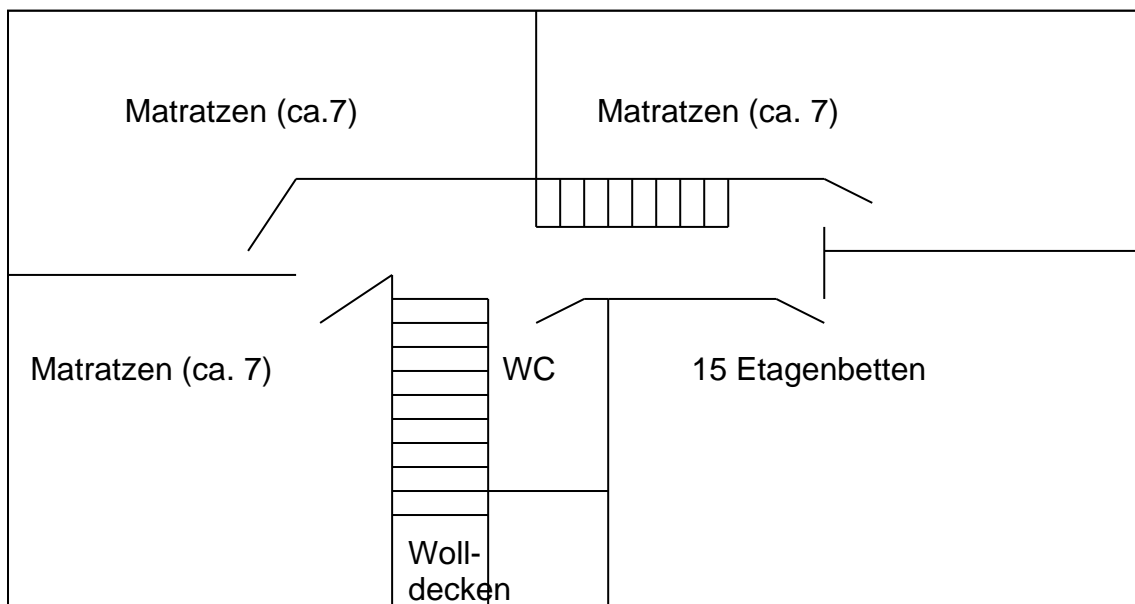 Matratzen (ca.7)
Matratzen (ca. 7)
Matratzen (ca. 7)
WC
15 Etagenbetten
Woll-
decken